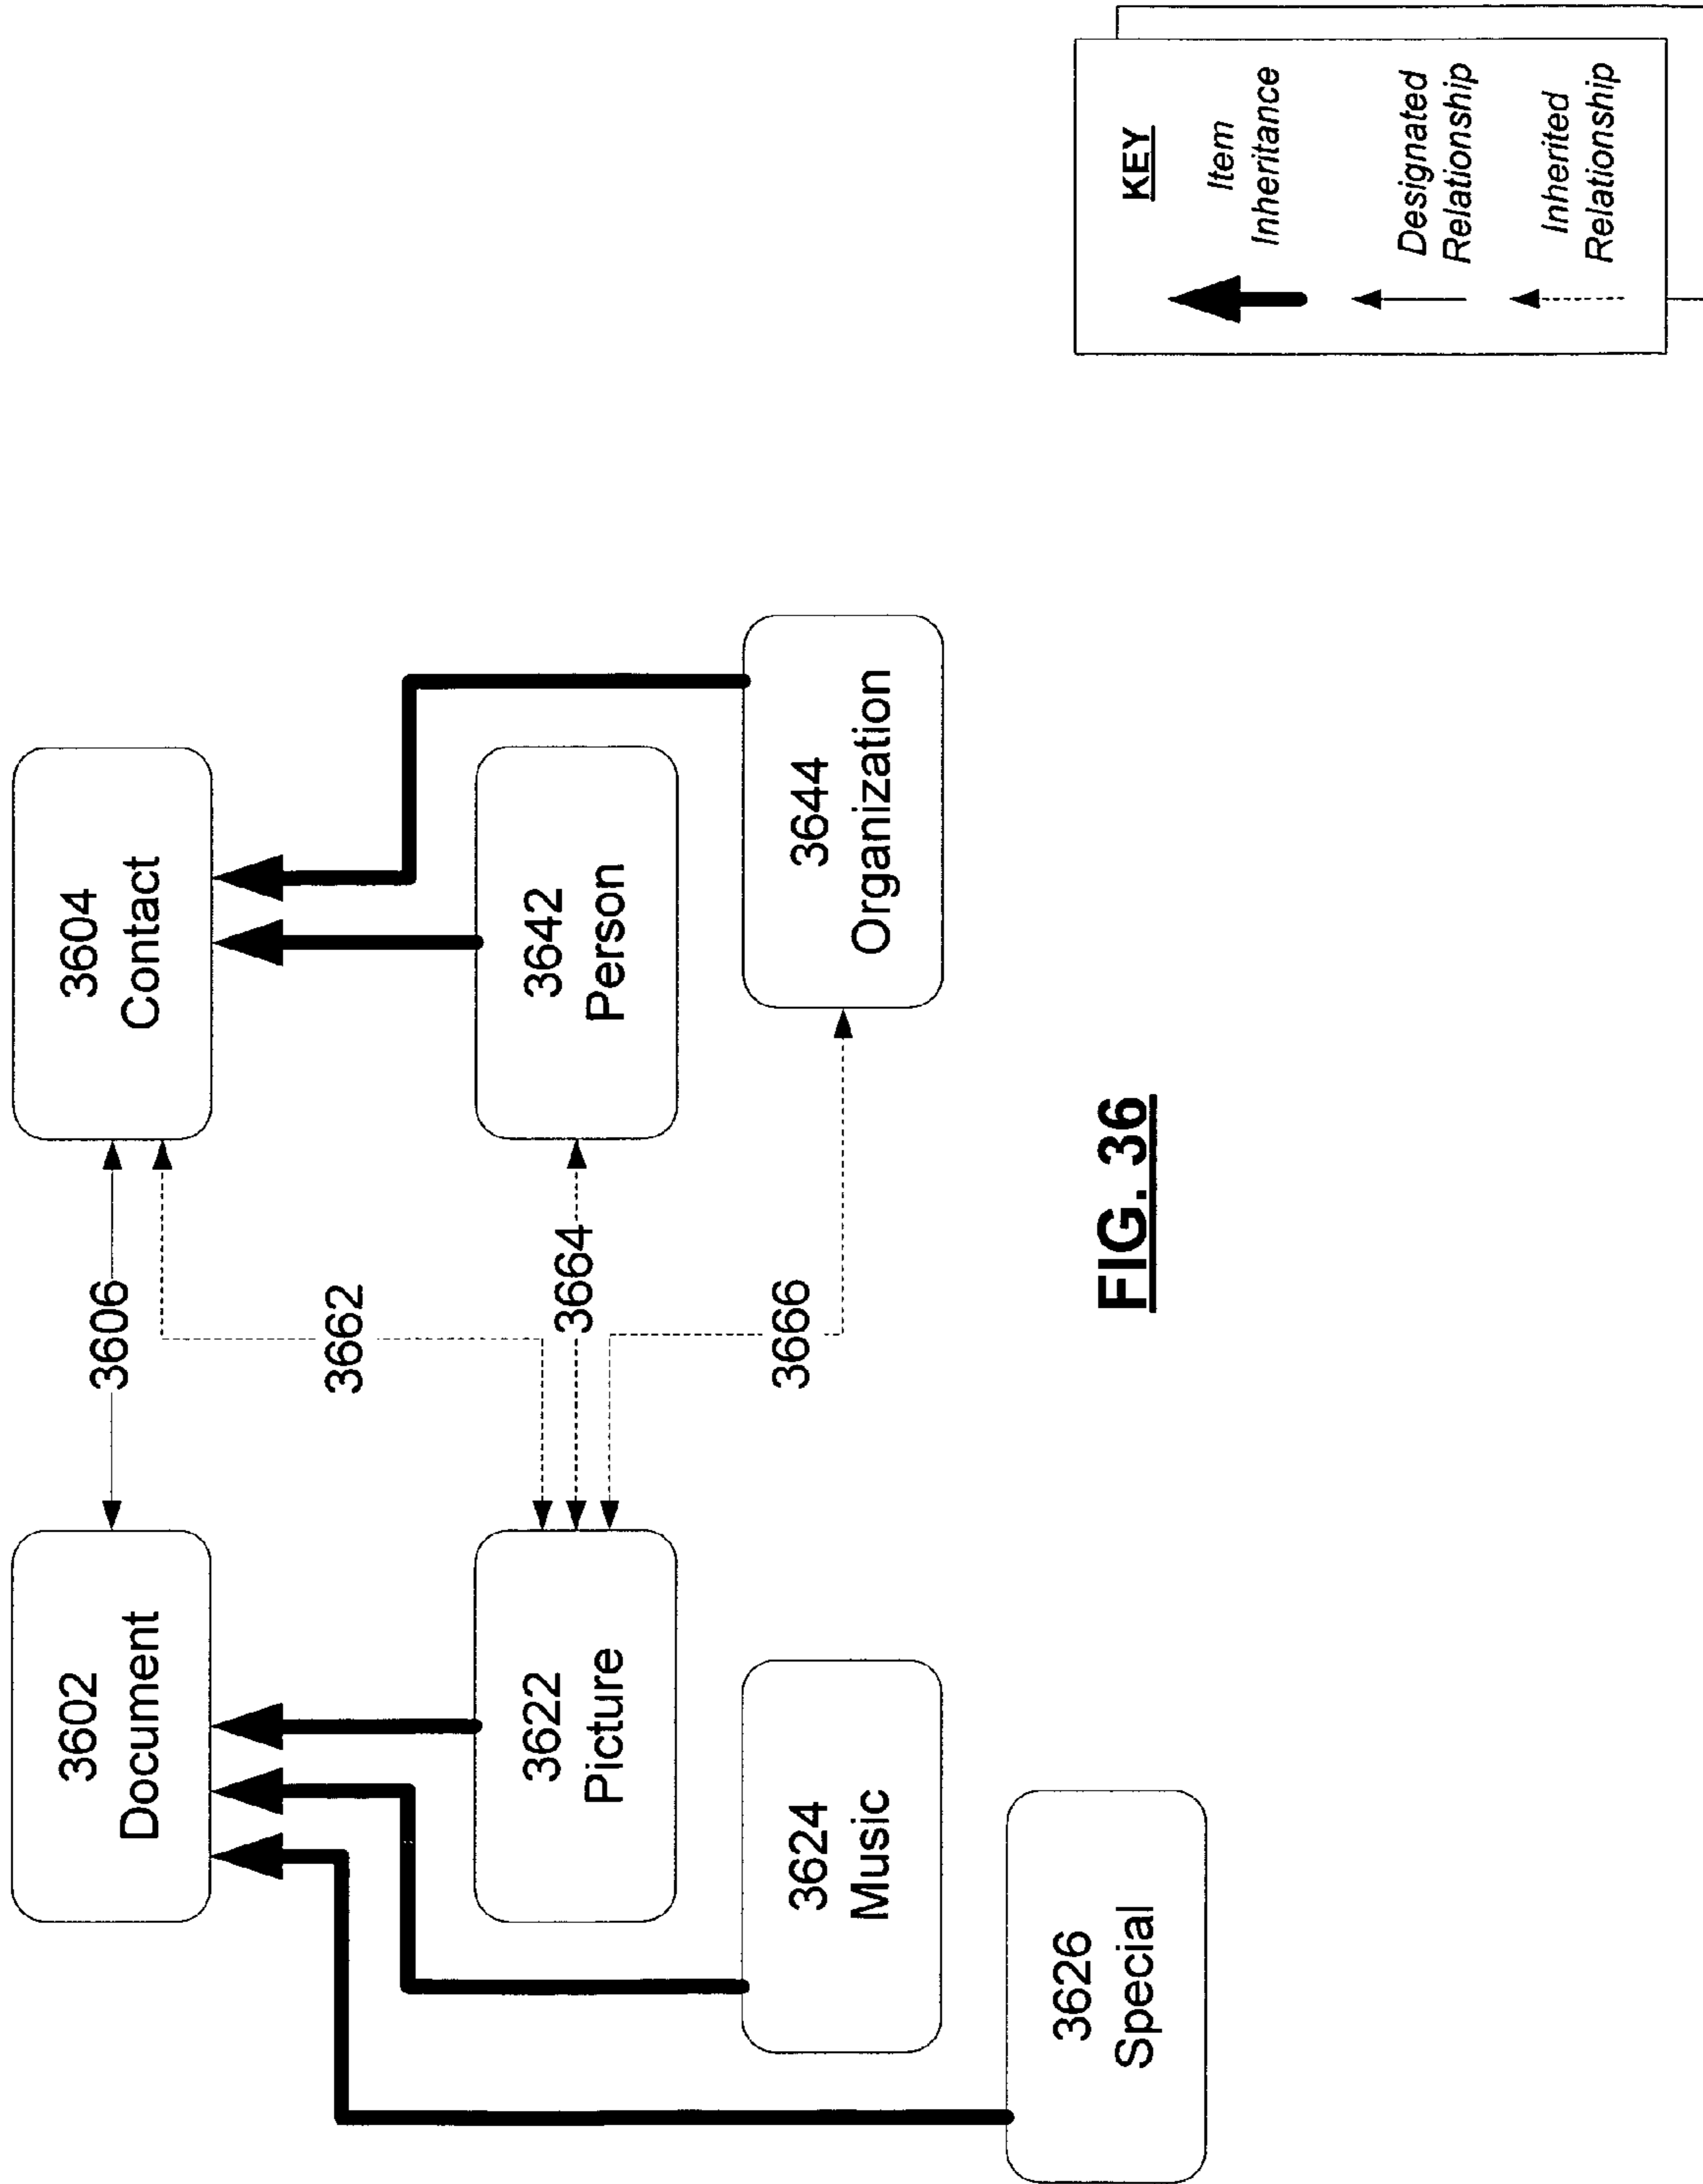 3602
Document
3606
3604
Contact
3662
3622
Picture
3664
3642
Person
3624
Music
3666
3644
Organization
3626
Special
KEY
Item
Inheritance
Designated
Relationship
Inherited
Relationship
FIG. 36